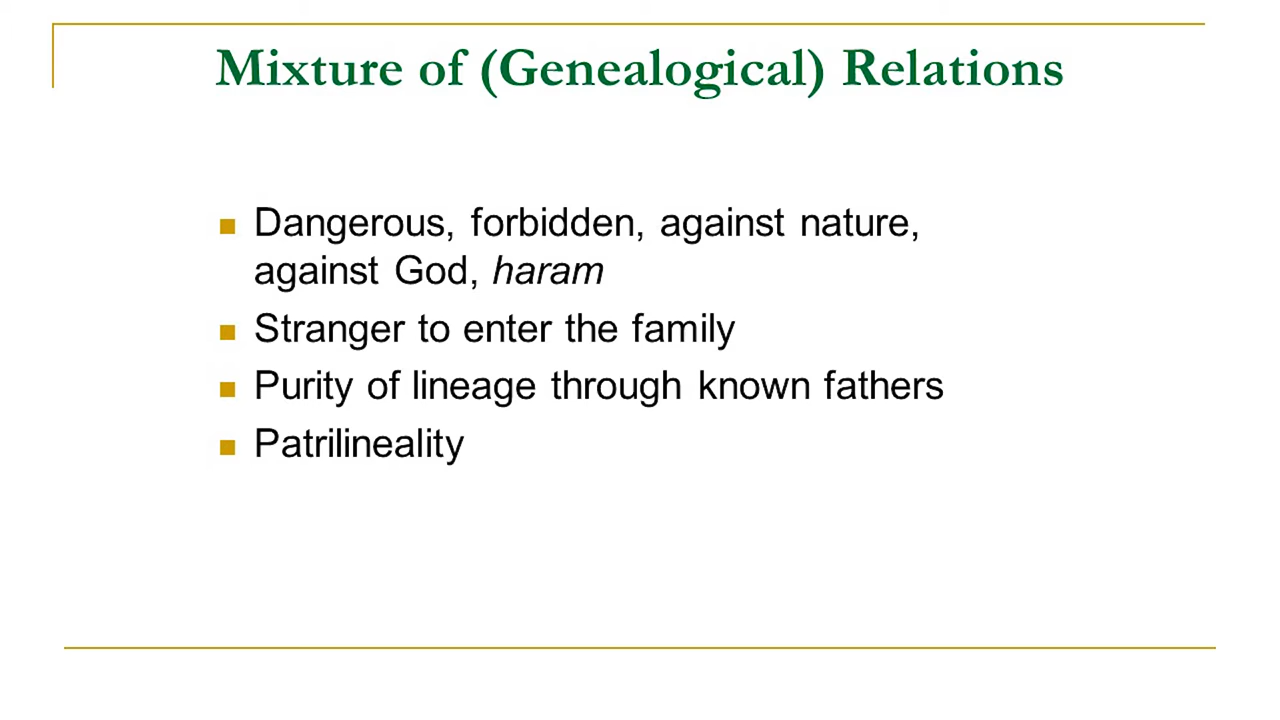 Mixture of (Genealogical) Relations
Dangerous, forbidden, against nature,
against God, haram
Stranger to enter the family
Purity of lineage through known fathers
Patrilineality